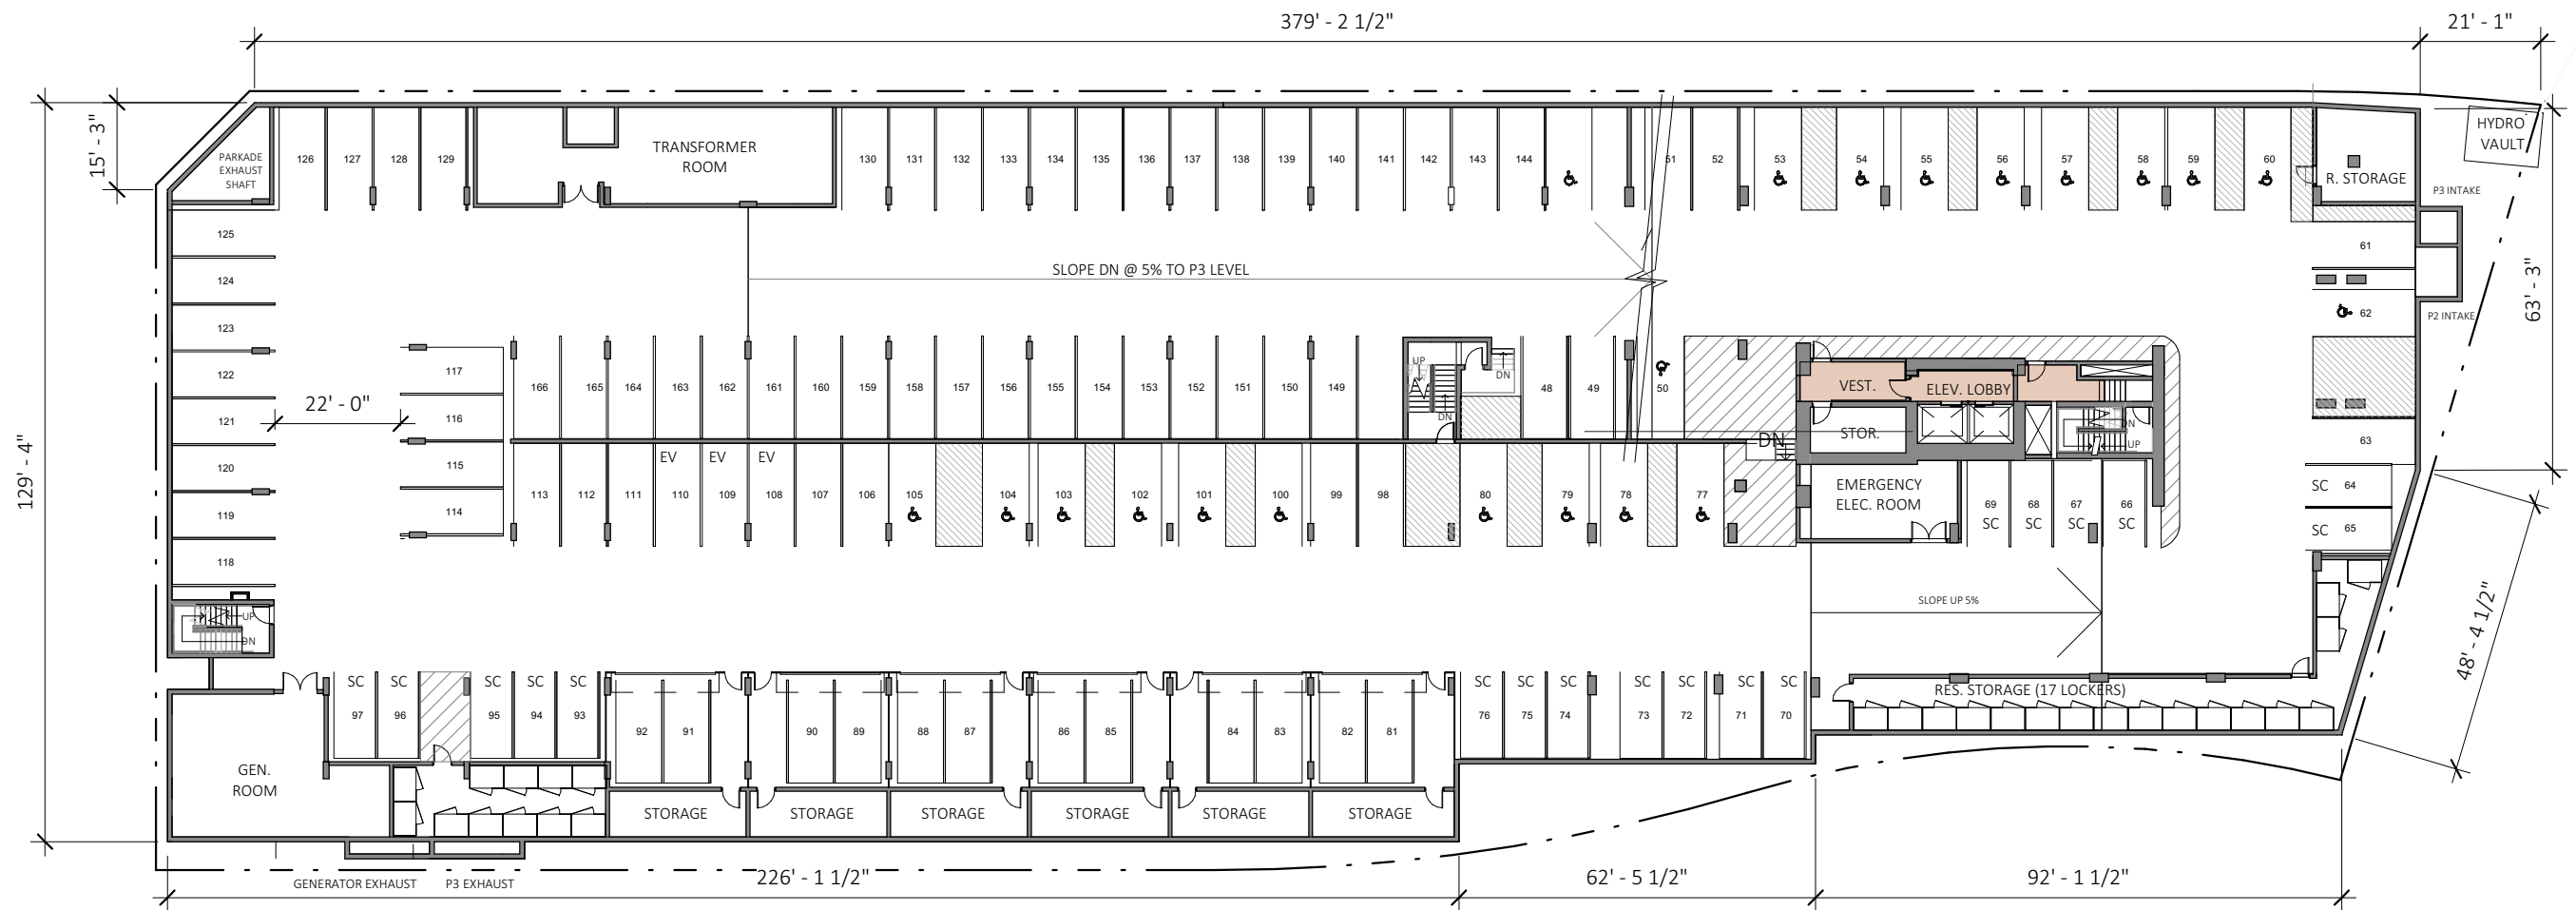 379' - 2 1/2"
21' - 1"
15' - 3"
129' - 4"
PARKADE
EXHAUST
SHAFT
126 127 128 129
TRANSFORMER
ROOM
130 131 132 133 134 135 136 137 138 139 140 141 142 143 144
51 52 53 54 55 56 57 58 59 60
HYDRO
VAULT
R. STORAGE
P3 INTAKE
125
124
123
122
121
120
119
118
SLOPE DN @ 5% TO P3 LEVEL
61
62
P2 INTAKE
63' - 3"
22' - 0"
117
116
115
114
166 165 164 163 162 161 160 159 158 157 156 155 154 153 152 151 150 149
UP
DN
DN
48 49 50
VEST.
ELEV. LOBBY
STOR.
DN
DN
UP
63
SC 64
SC 65
EV EV EV
113 112 111 110 109 108 107 106 105 104 103 102 101 100 99 98
80 79 78 77
EMERGENCY
ELEC. ROOM
69 68 67 66
SC SC SC SC
UP
DN
SLOPE UP 5%
48' - 4 1/2"
SC SC SC SC SC
97 96 95 94 93
92 91 90 89 88 87 86 85 84 83 82 81
SC SC SC SC SC SC SC
76 75 74 73 72 71 70
RES. STORAGE (17 LOCKERS)
GEN.
ROOM
STORAGE STORAGE STORAGE STORAGE STORAGE STORAGE
GENERATOR EXHAUST
P3 EXHAUST
226' - 1 1/2"
62' - 5 1/2"
92' - 1 1/2"